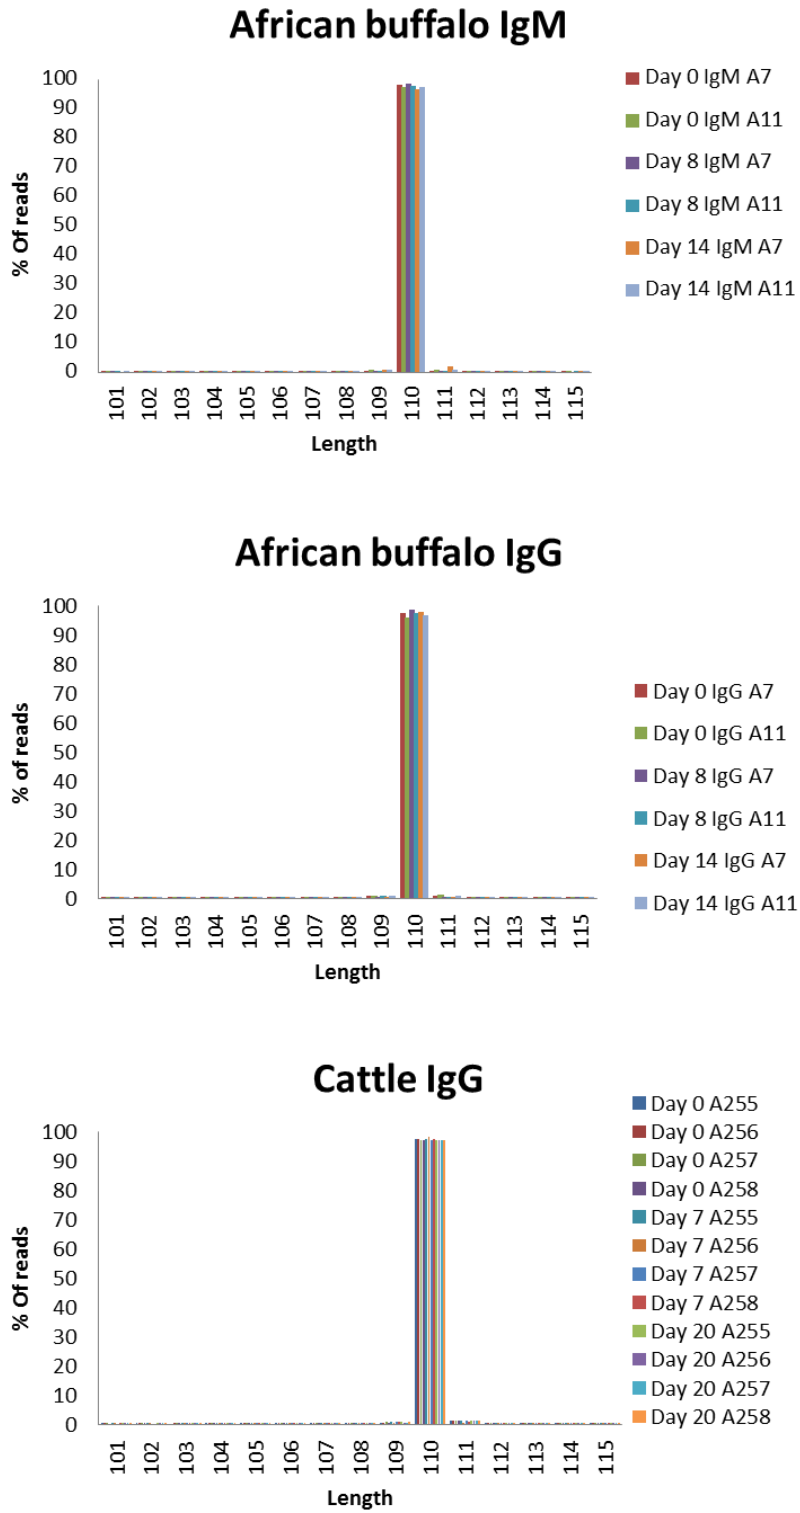 African buffalo IgM
100
90
80
70
60
50
40
30
20
10
0
% Of reads
101 102 103 104 105 106 107 108 109 110 111 112 113 114 115
Length
Day 0 IgM A7
Day 0 IgM A11
Day 8 IgM A7
Day 8 IgM A11
Day 14 IgM A7
Day 14 IgM A11
African buffalo IgG
100
90
80
70
60
50
40
30
20
10
0
% of reads
101 102 103 104 105 106 107 108 109 110 111 112 113 114 115
Length
Day 0 IgG A7
Day 0 IgG A11
Day 8 IgG A7
Day 8 IgG A11
Day 14 IgG A7
Day 14 IgG A11
Cattle IgG
100
90
80
70
60
50
40
30
20
10
0
% Of reads
101 102 103 104 105 106 107 108 109 110 111 112 113 114 115
Length
Day 0 A255
Day 0 A256
Day 0 A257
Day 0 A258
Day 7 A255
Day 7 A256
Day 7 A257
Day 7 A258
Day 20 A255
Day 20 A256
Day 20 A257
Day 20 A258